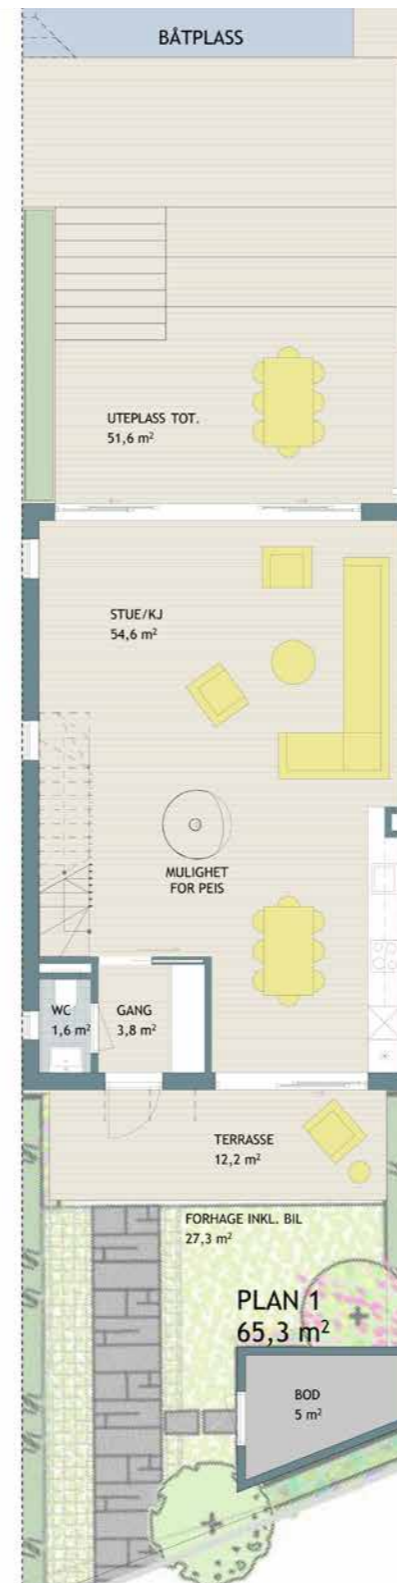 BÅTPLASS
UTEPLASS TOT.
51,6 m²
STUE/KJ
54,6 m²
MULIGHET
FOR PEIS
WC
1,6 m²
GANG
3,8 m²
TERRASSE
12,2 m²
FORHAGE INKL. BIL
27,3 m²
PLAN 1
65,3 m²
BOD
5 m²